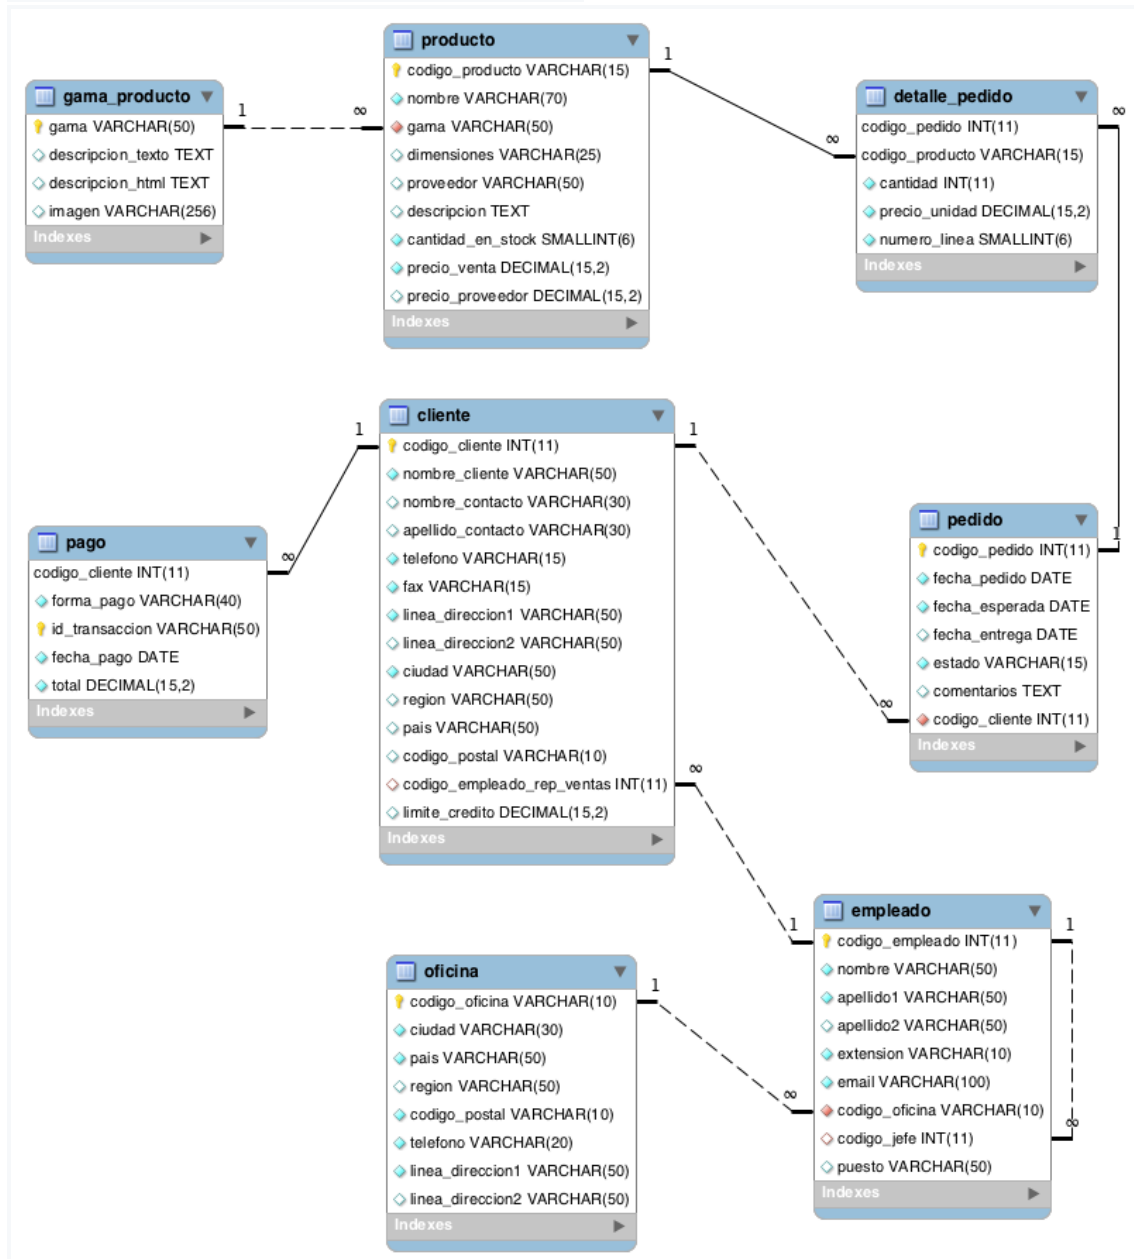 gama_producto
gama VARCHAR(50)
descripcion_texto TEXT
descripcion_html TEXT
imagen VARCHAR(256)
Indexes
1
∞
producto
codigo_producto VARCHAR(15)
nombre VARCHAR(70)
gama VARCHAR(50)
dimensiones VARCHAR(25)
proveedor VARCHAR(50)
descripcion TEXT
cantidad_en_stock SMALLINT(6)
precio_venta DECIMAL(15,2)
precio_proveedor DECIMAL(15,2)
Indexes
1
∞
detalle_pedido
codigo_pedido INT(11)
codigo_producto VARCHAR(15)
cantidad INT(11)
precio_unidad DECIMAL(15,2)
numero_linea SMALLINT(6)
Indexes
∞
1
pago
codigo_cliente INT(11)
forma_pago VARCHAR(40)
id_transaccion VARCHAR(50)
fecha_pago DATE
total DECIMAL(15,2)
Indexes
∞
1
cliente
codigo_cliente INT(11)
nombre_cliente VARCHAR(50)
nombre_contacto VARCHAR(30)
apellido_contacto VARCHAR(30)
telefono VARCHAR(15)
fax VARCHAR(15)
linea_direccion1 VARCHAR(50)
linea_direccion2 VARCHAR(50)
ciudad VARCHAR(50)
region VARCHAR(50)
pais VARCHAR(50)
codigo_postal VARCHAR(10)
codigo_empleado_rep_ventas INT(11)
limite_credito DECIMAL(15,2)
Indexes
1
∞
pedido
codigo_pedido INT(11)
fecha_pedido DATE
fecha_esperada DATE
fecha_entrega DATE
estado VARCHAR(15)
comentarios TEXT
codigo_cliente INT(11)
Indexes
∞
1
oficina
codigo_oficina VARCHAR(10)
ciudad VARCHAR(30)
pais VARCHAR(50)
region VARCHAR(50)
codigo_postal VARCHAR(10)
telefono VARCHAR(20)
linea_direccion1 VARCHAR(50)
linea_direccion2 VARCHAR(50)
Indexes
1
∞
empleado
codigo_empleado INT(11)
nombre VARCHAR(50)
apellido1 VARCHAR(50)
apellido2 VARCHAR(50)
extension VARCHAR(10)
email VARCHAR(100)
codigo_oficina VARCHAR(10)
codigo_jefe INT(11)
puesto VARCHAR(50)
Indexes
1
∞